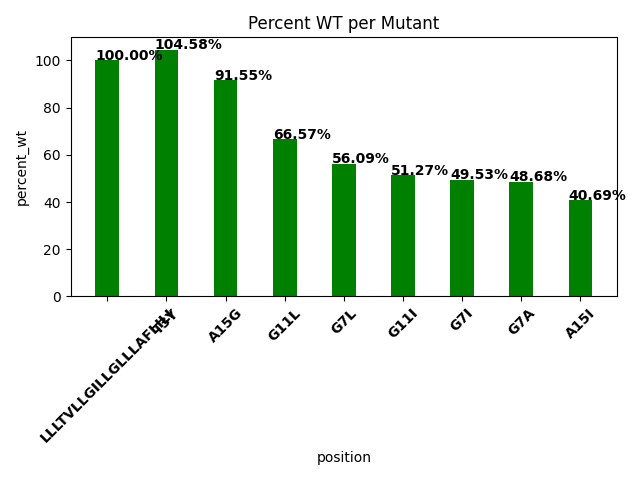 Percent WT per Mutant
percent_wt
100
80
60
40
20
0
100.00%
104.58%
91.55%
66.57%
56.09%
51.27%
49.53%
48.68%
40.69%
A15G
G11L
G7L
G11I
G7I
G7A
A15I
position